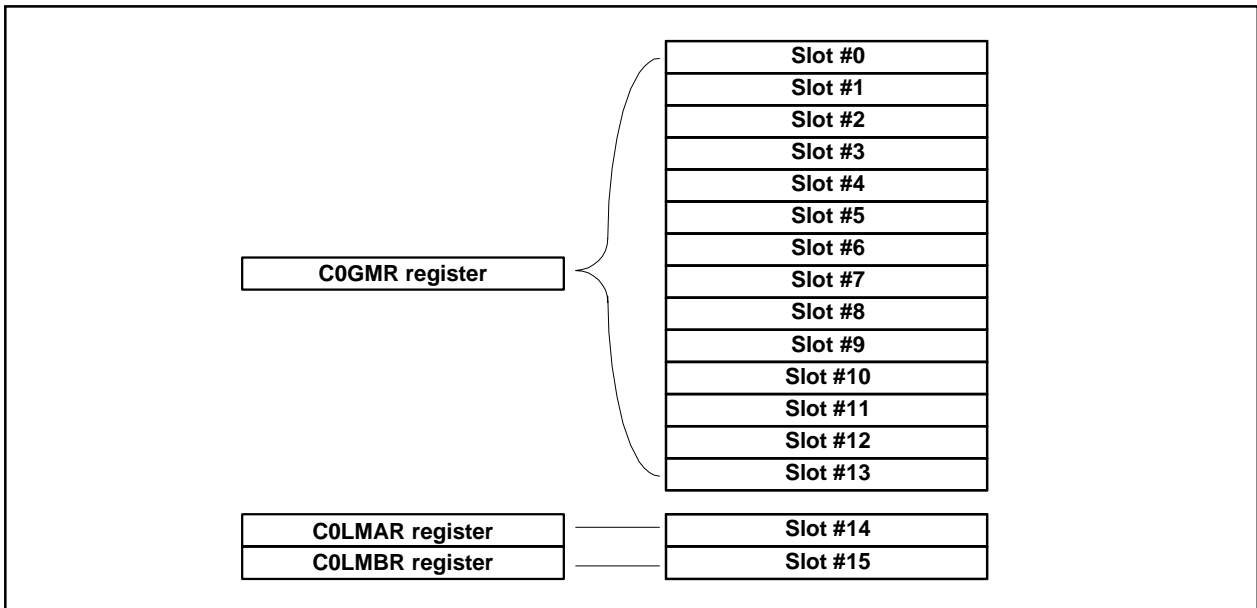 Slot #0
Slot #1
Slot #2
Slot #3
Slot #4
Slot #5
Slot #6
C0GMR register
Slot #7
Slot #8
Slot #9
Slot #10
Slot #11
Slot #12
Slot #13
C0LMAR register
Slot #14
C0LMBR register
Slot #15